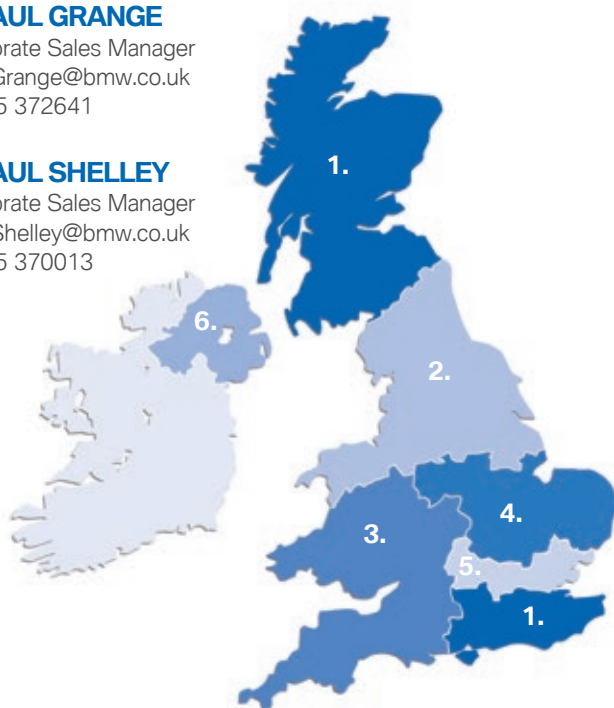 AUL GRANGE
orate Sales Manager
Grange@bmw.co.uk
5 372641
AUL SHELLEY
orate Sales Manager
Shelley@bmw.co.uk
5 370013
1.
6.
2.
4.
3.
5.
1.